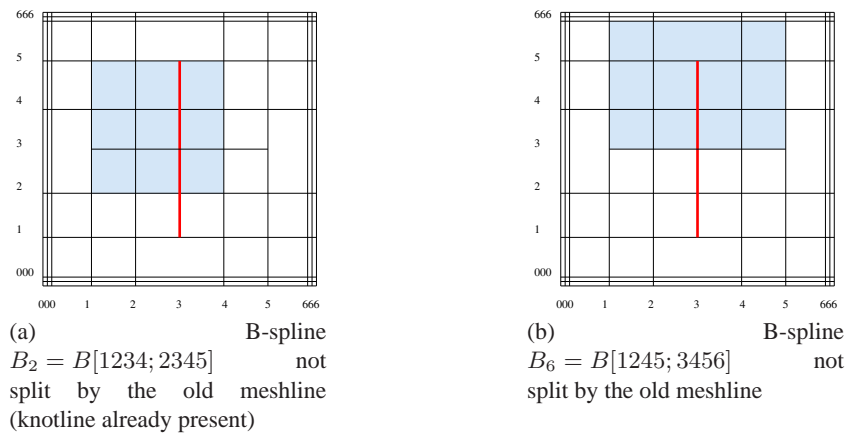 666
5
4
3
2
1
000
000 1 2 3 4 5 666
(a) B-spline
B₂ = B[1234; 2345] not
split by the old meshline
(knotline already present)
666
5
4
3
2
1
000
000 1 2 3 4 5 666
(b) B-spline
B₆ = B[1245; 3456] not
split by the old meshline